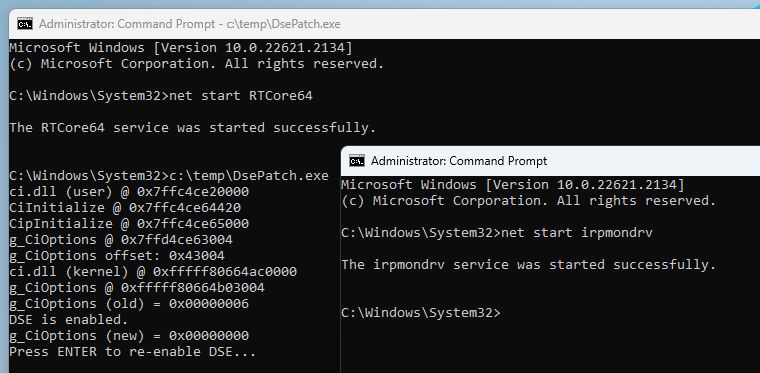 Administrator: Command Prompt - c:\temp\DsePatch.exe
Microsoft Windows [Version 10.0.22621.2134]
(c) Microsoft Corporation. All rights reserved.
C:\Windows\System32>net start RTCore64
The RTCore64 service was started successfully.
C:\Windows\System32>c:\temp\DsePatch.exe
ci.dll (user) @ 0x7ffc4ce20000
CiInitialize @ 0x7ffc4ce64420
CipInitialize @ 0x7ffc4ce65000
g_CiOptions @ 0x7ffd4ce63004
g_CiOptions offset: 0x43004
ci.dll (kernel) @ 0xfffff80664ac0000
g_CiOptions @ 0xfffff80664b03004
g_CiOptions (old) = 0x00000006
DSE is enabled.
g_CiOptions (new) = 0x00000000
Press ENTER to re-enable DSE...
Administrator: Command Prompt
Microsoft Windows [Version 10.0.22621.2134]
(c) Microsoft Corporation. All rights reserved.
C:\Windows\System32>net start irpmondrv
The irpmondrv service was started successfully.
C:\Windows\System32>